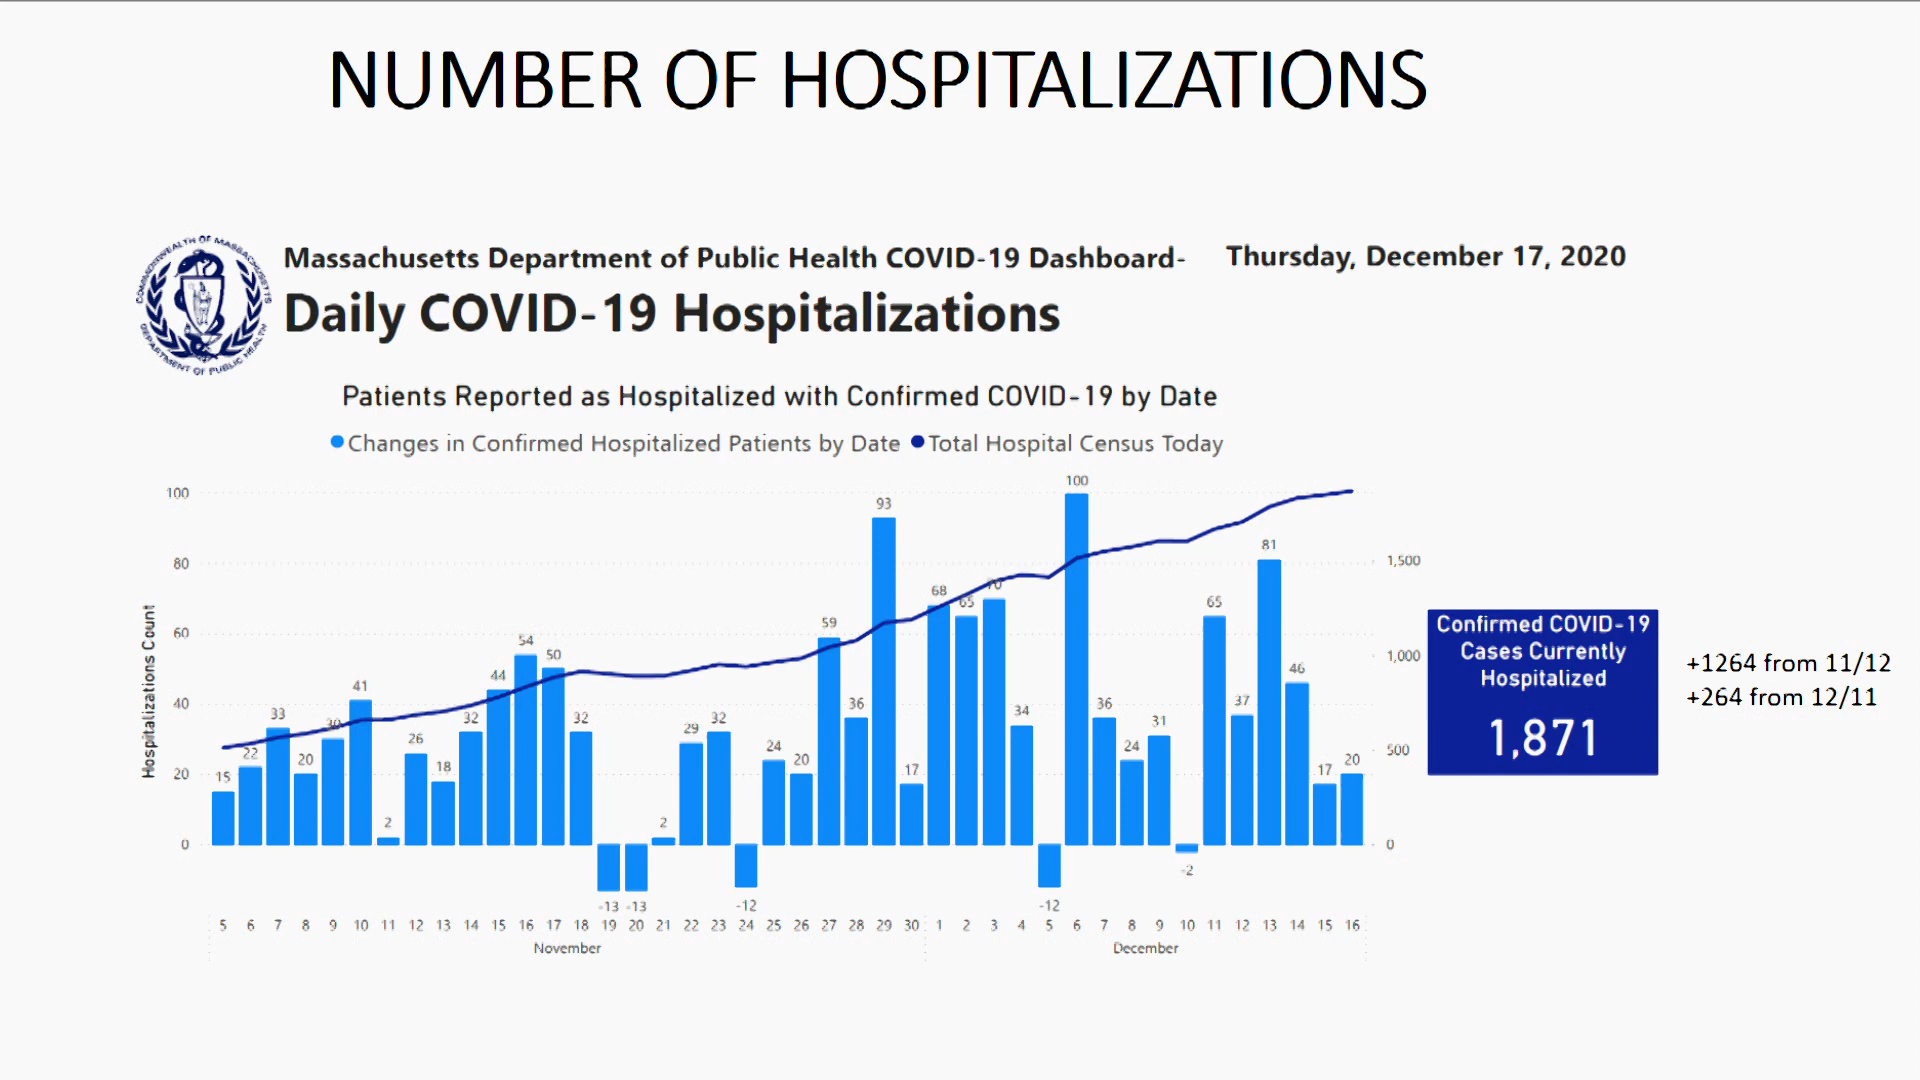 NUMBER OF HOSPITALIZATIONS
COMMONWEALTH OF MASSACHUSETTS
DEPARTMENT OF PUBLIC HEALTH
Massachusetts Department of Public Health COVID-19 Dashboard- Thursday, December 17, 2020
Daily COVID-19 Hospitalizations
Patients Reported as Hospitalized with Confirmed COVID-19 by Date
Changes in Confirmed Hospitalized Patients by Date Total Hospital Census Today
Hospitalizations Count
100
80
60
40
20
0
15 22 33 20 30 41 2 26 18 32 44 54 50 32 -13 -13 2 29 32 -12 24 20 59 36 93 17 68 65 70 34 -12 100 36 24 31 -2 65 37 81 46 17 20
1,500
1,000
500
0
5 6 7 8 9 10 11 12 13 14 15 16 17 18 19 20 21 22 23 24 25 26 27 28 29 30 1 2 3 4 5 6 7 8 9 10 11 12 13 14 15 16
November December
Confirmed COVID-19
Cases Currently
Hospitalized
1,871
+1264 from 11/12
+264 from 12/11